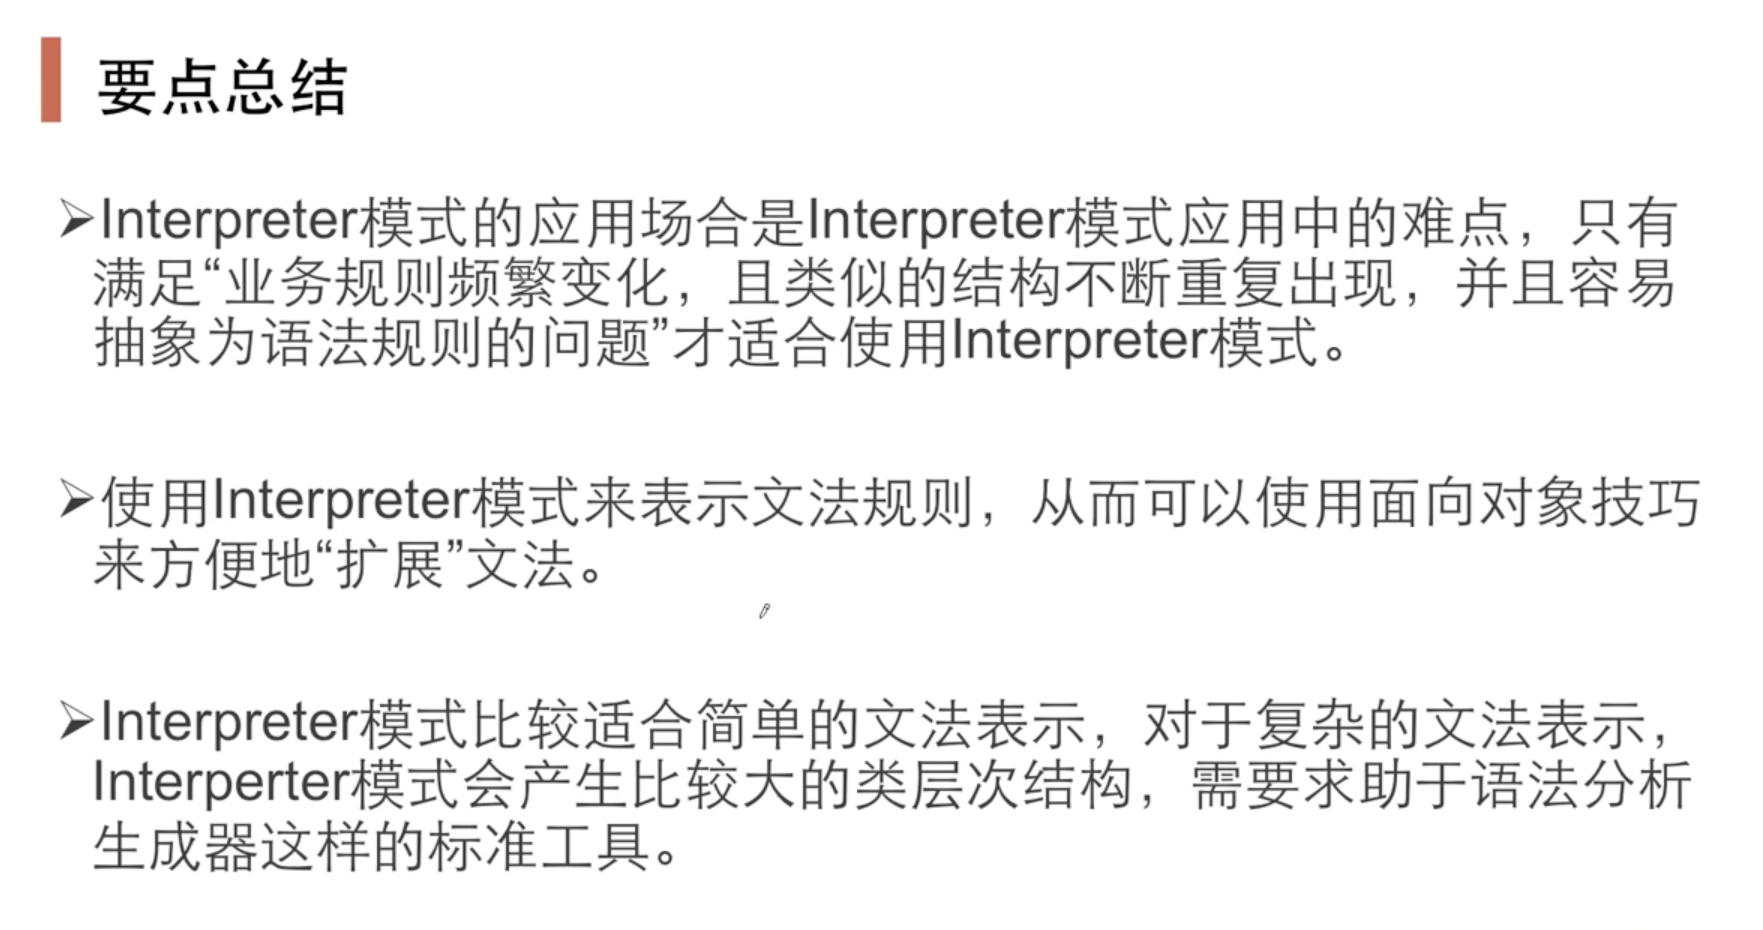 要点总结
➢Interpreter模式的应用场合是Interpreter模式应用中的难点，只有
满足“业务规则频繁变化，且类似的结构不断重复出现，并且容易
抽象为语法规则的问题”才适合使用Interpreter模式。
➢使用Interpreter模式来表示文法规则，从而可以使用面向对象技巧
来方便地“扩展”文法。
➢Interpreter模式比较适合简单的文法表示，对于复杂的文法表示，
Interperter模式会产生比较大的类层次结构，需要求助于语法分析
生成器这样的标准工具。